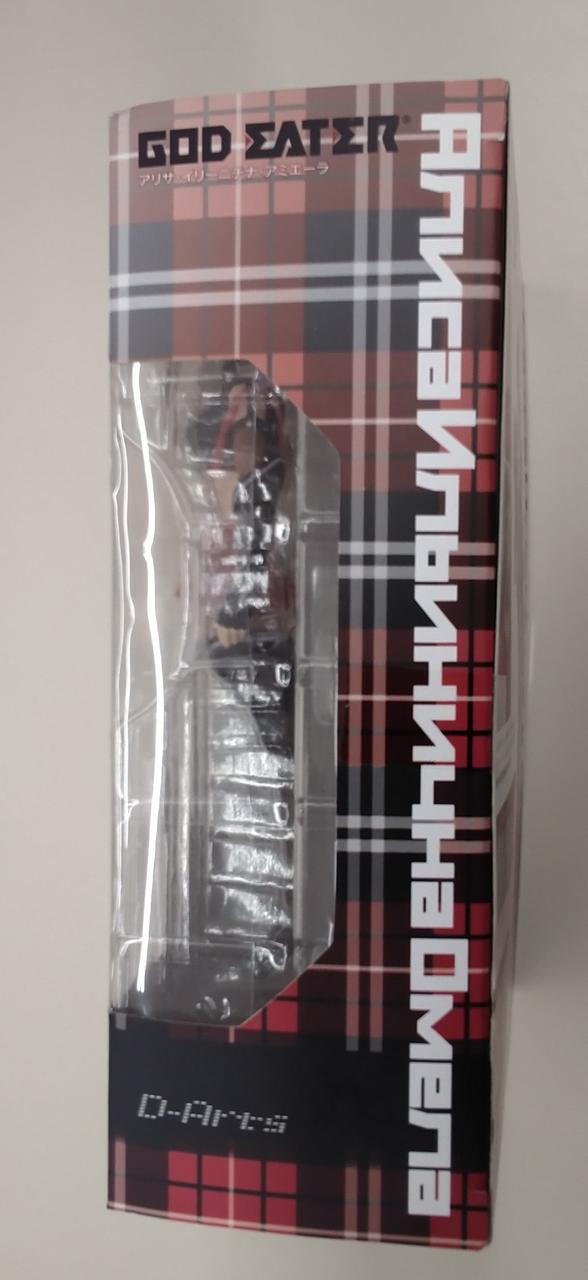 GOD EATER®
アリサ・イリーニチナ・アミエーラ
Алиса Ильинична Омела
D-Arts